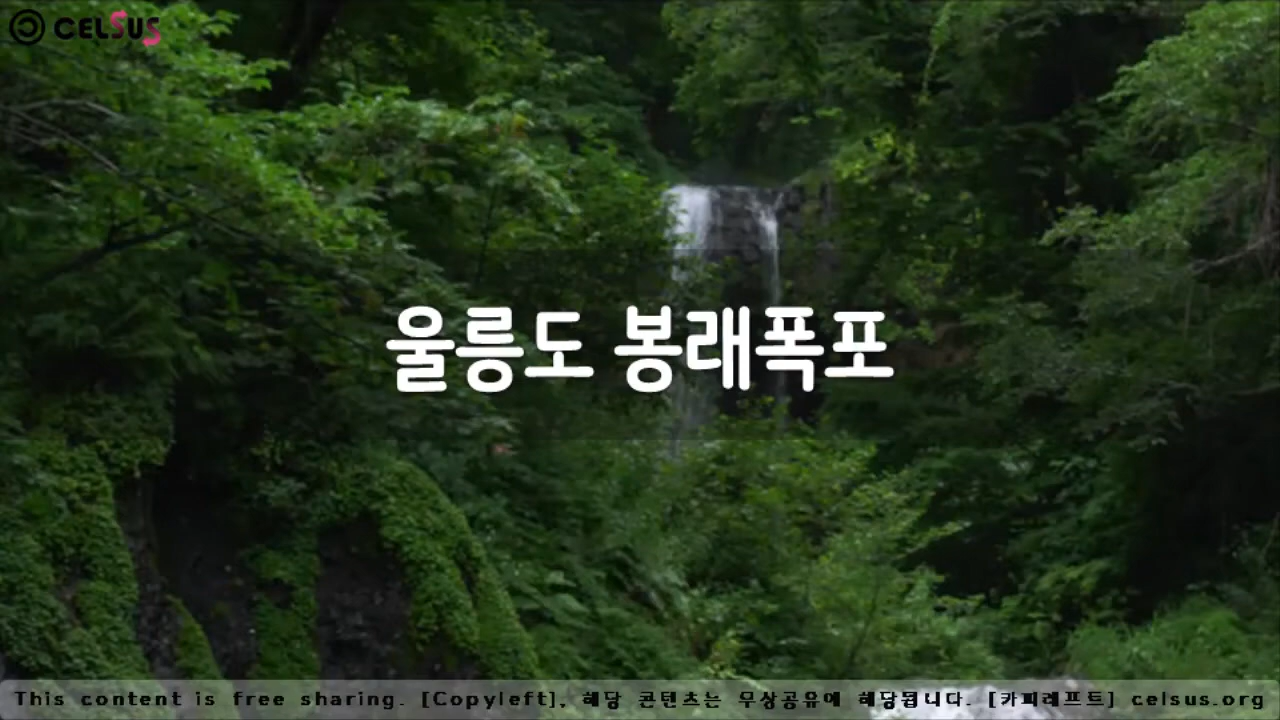 CELSUS
울릉도 봉래폭포
This content is free sharing. [Copyleft], 해당 콘텐츠는 무상공유에 해당됩니다. [카피레프트] celsus.org